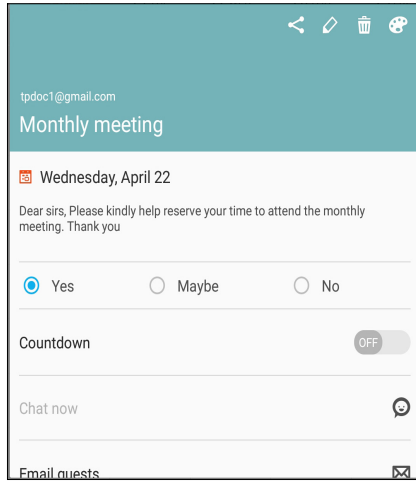 tpdoc1@gmail.com
Monthly meeting
Wednesday, April 22
Dear sirs, Please kindly help reserve your time to attend the monthly
meeting. Thank you
Yes Maybe No
Countdown OFF
Chat now
Email guests